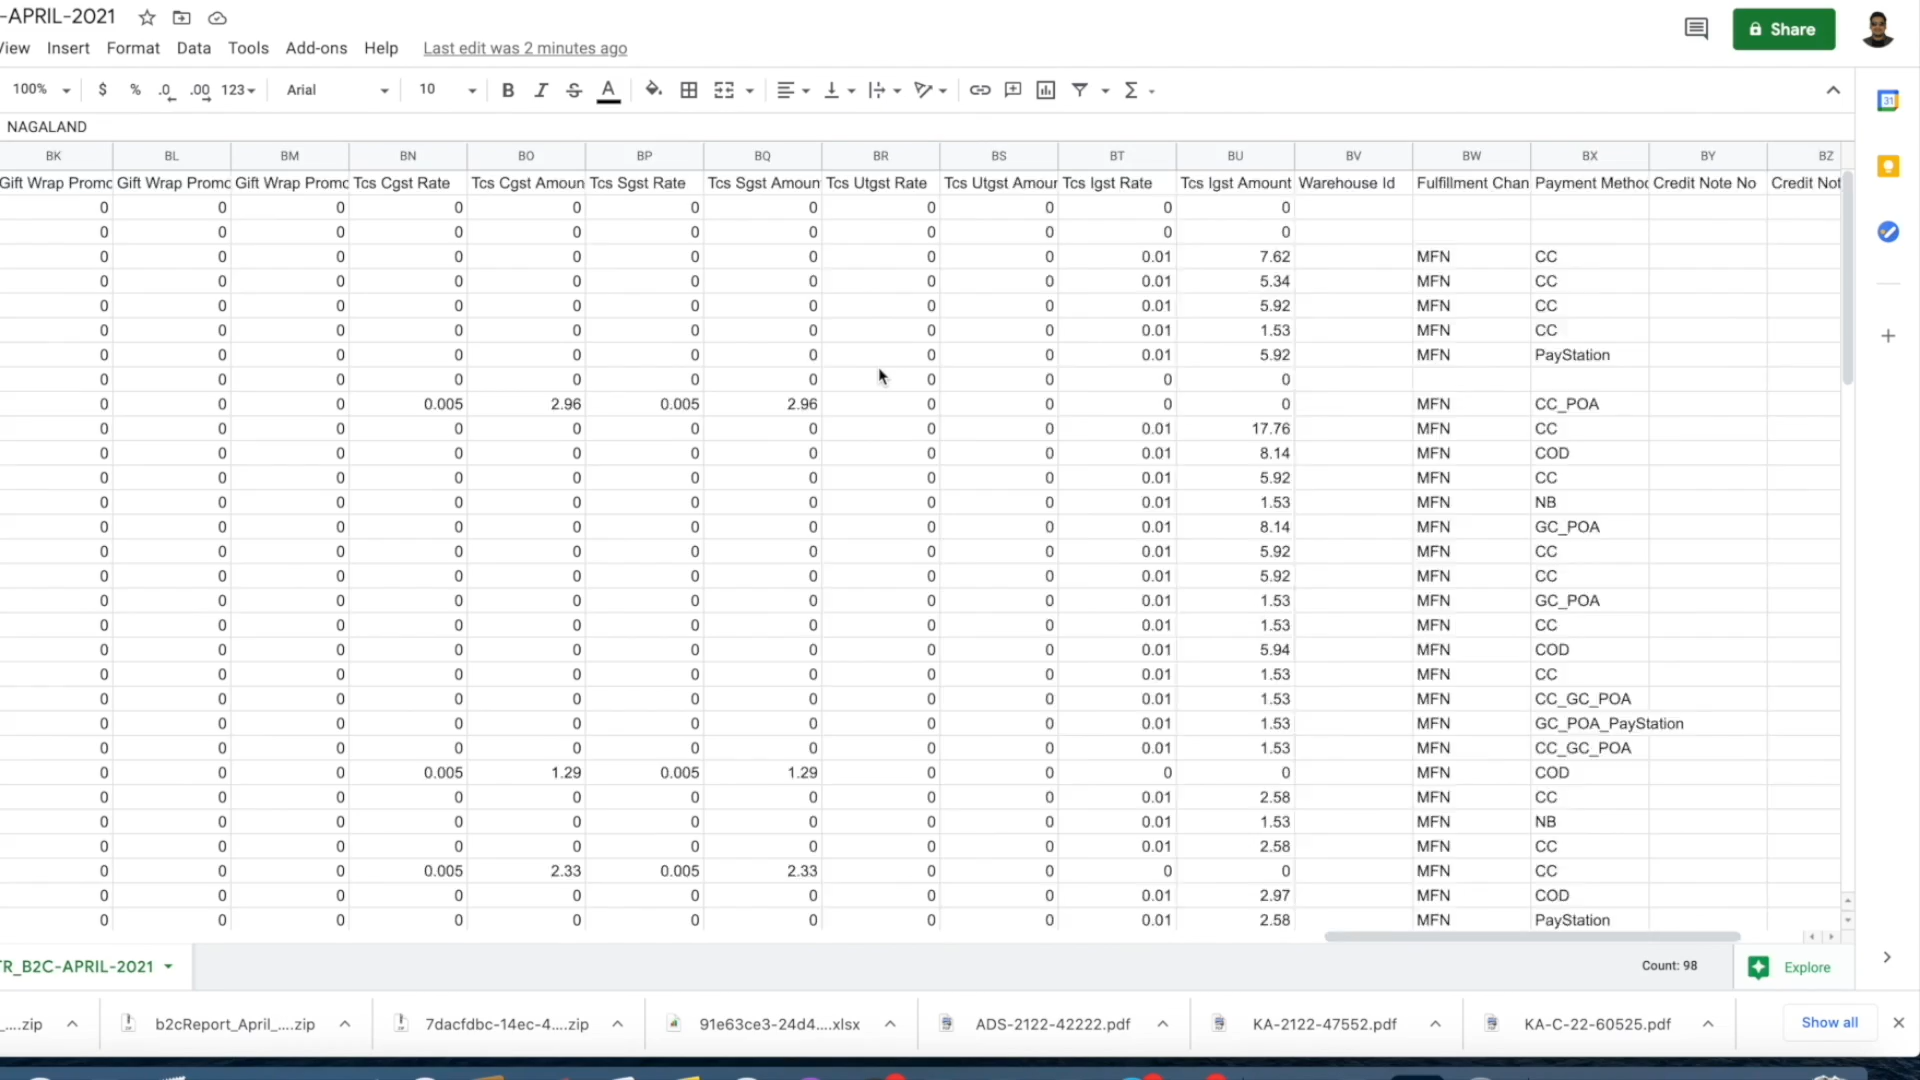 -APRIL-2021
View Insert Format Data Tools Add-ons Help Last edit was 2 minutes ago
Share
100% $ % .0 .00 123 Arial 10 B I S A Σ
31
NAGALAND
BK BL BM BN BO BP BQ BR BS BT BU BV BW BX BY BZ
Gift Wrap Promo Gift Wrap Promo Gift Wrap Promo Tcs Cgst Rate Tcs Cgst Amoun Tcs Sgst Rate Tcs Sgst Amoun Tcs Utgst Rate Tcs Utgst Amour Tcs Igst Rate Tcs Igst Amount Warehouse Id Fulfillment Chan Payment Methoc Credit Note No Credit Not
0 0 0 0 0 0 0 0 0 0 0
0 0 0 0 0 0 0 0 0 0 0
0 0 0 0 0 0 0 0 0 0.01 7.62 MFN CC
0 0 0 0 0 0 0 0 0 0.01 5.34 MFN CC
0 0 0 0 0 0 0 0 0 0.01 5.92 MFN CC
0 0 0 0 0 0 0 0 0 0.01 1.53 MFN CC
0 0 0 0 0 0 0 0 0 0.01 5.92 MFN PayStation
0 0 0 0 0 0 0 0 0 0 0
0 0 0 0.005 2.96 0.005 2.96 0 0 0 0 MFN CC_POA
0 0 0 0 0 0 0 0 0 0.01 17.76 MFN CC
0 0 0 0 0 0 0 0 0 0.01 8.14 MFN COD
0 0 0 0 0 0 0 0 0 0.01 5.92 MFN CC
0 0 0 0 0 0 0 0 0 0.01 1.53 MFN NB
0 0 0 0 0 0 0 0 0 0.01 8.14 MFN GC_POA
0 0 0 0 0 0 0 0 0 0.01 5.92 MFN CC
0 0 0 0 0 0 0 0 0 0.01 5.92 MFN CC
0 0 0 0 0 0 0 0 0 0.01 1.53 MFN GC_POA
0 0 0 0 0 0 0 0 0 0.01 1.53 MFN CC
0 0 0 0 0 0 0 0 0 0.01 5.94 MFN COD
0 0 0 0 0 0 0 0 0 0.01 1.53 MFN CC
0 0 0 0 0 0 0 0 0 0.01 1.53 MFN CC_GC_POA
0 0 0 0 0 0 0 0 0 0.01 1.53 MFN GC_POA_PayStation
0 0 0 0 0 0 0 0 0 0.01 1.53 MFN CC_GC_POA
0 0 0 0.005 1.29 0.005 1.29 0 0 0 0 MFN COD
0 0 0 0 0 0 0 0 0 0.01 2.58 MFN CC
0 0 0 0 0 0 0 0 0 0.01 1.53 MFN NB
0 0 0 0 0 0 0 0 0 0.01 2.58 MFN CC
0 0 0 0.005 2.33 0.005 2.33 0 0 0 0 MFN CC
0 0 0 0 0 0 0 0 0 0.01 2.97 MFN COD
0 0 0 0 0 0 0 0 0 0.01 2.58 MFN PayStation
TR_B2C-APRIL-2021 Count: 98 Explore
_....zip b2cReport_April_....zip 7dacfdbc-14ec-4....zip 91e63ce3-24d4....xlsx ADS-2122-42222.pdf KA-2122-47552.pdf KA-C-22-60525.pdf Show all